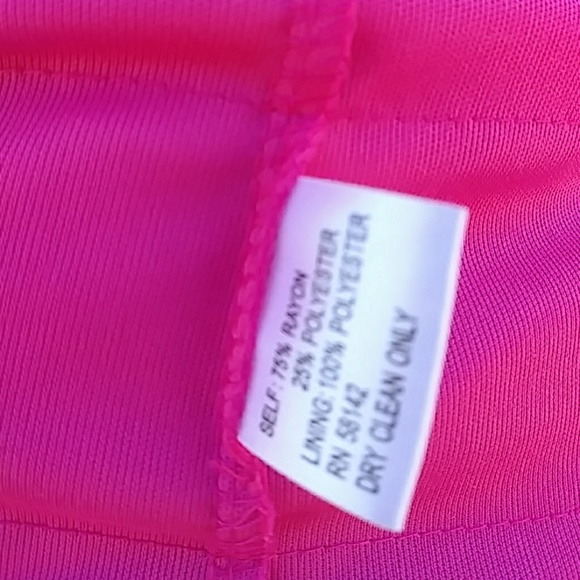 SELF: 75% RAYON
25% POLYESTER
LINING: 100% POLYESTER
RN 58142
DRY CLEAN ONLY